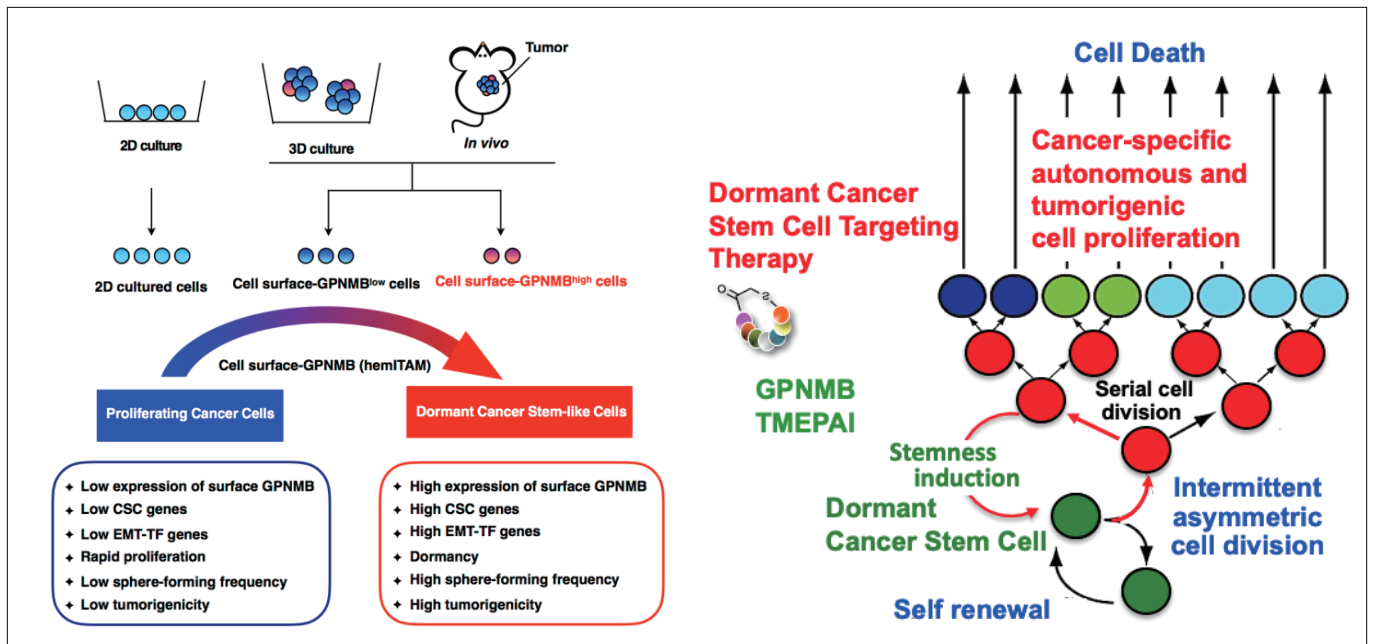 Tumor
2D culture
3D culture
In vivo
2D cultured cells
Cell surface-GPNMBlow cells
Cell surface-GPNMBhigh cells
Cell surface-GPNMB (hemITAM)
Proliferating Cancer Cells
Dormant Cancer Stem-like Cells
✦ Low expression of surface GPNMB
✦ Low CSC genes
✦ Low EMT-TF genes
✦ Rapid proliferation
✦ Low sphere-forming frequency
✦ Low tumorigenicity
✦ High expression of surface GPNMB
✦ High CSC genes
✦ High EMT-TF genes
✦ Dormancy
✦ High sphere-forming frequency
✦ High tumorigenicity
Cell Death
Cancer-specific
autonomous and
tumorigenic
cell proliferation
Dormant Cancer
Stem Cell Targeting
Therapy
O
S
GPNMB
TMEPAI
Serial cell
division
Stemness
induction
Dormant
Cancer Stem Cell
Intermittent
asymmetric
cell division
Self renewal